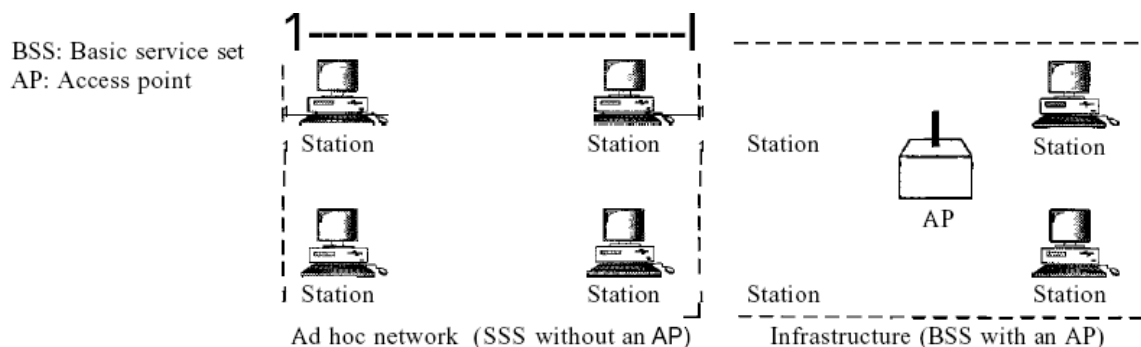 BSS: Basic service set
AP: Access point
Station Station Station Station
AP
Station Station Station Station
Ad hoc network (SSS without an AP) Infrastructure (BSS with an AP)